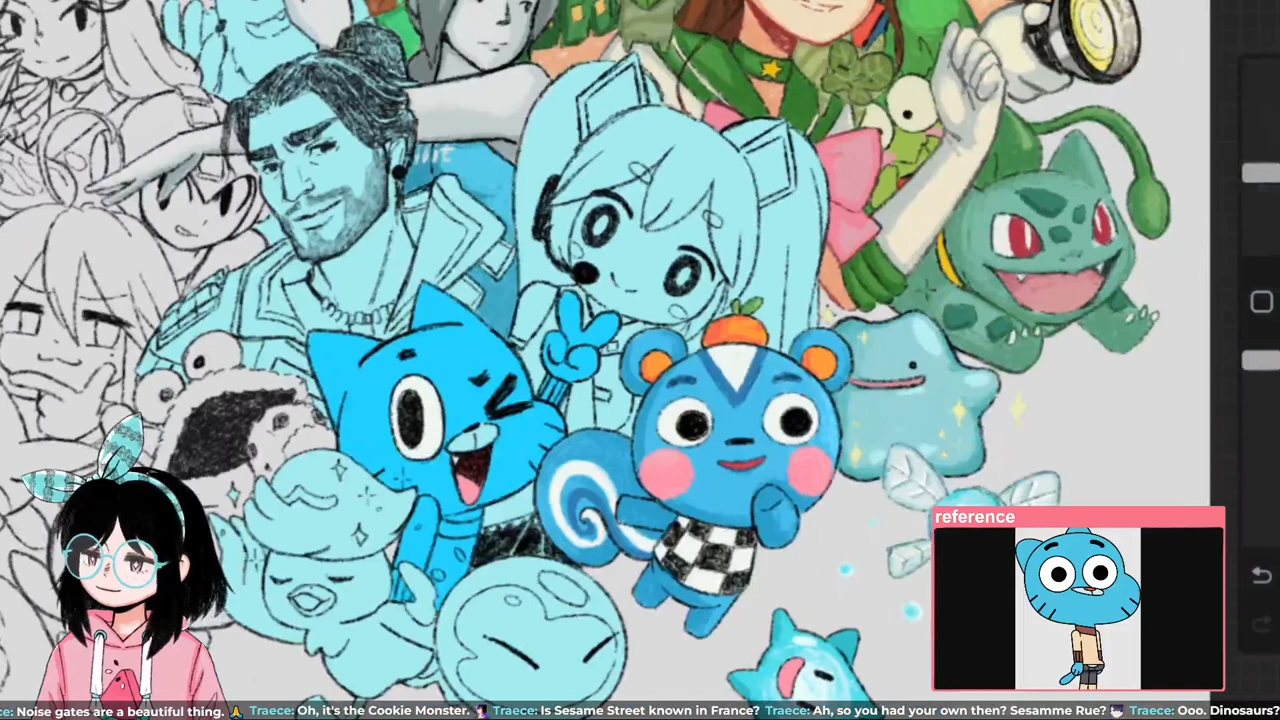 reference
ce: Noise gates are a beautiful thing. 🙏 Traece: Oh, it's the Cookie Monster. Traece: Is Sesame Street known in France? Traece: Ah, so you had your own then? Sesamme Rue? Traece: Ooo. Dinosaurs?